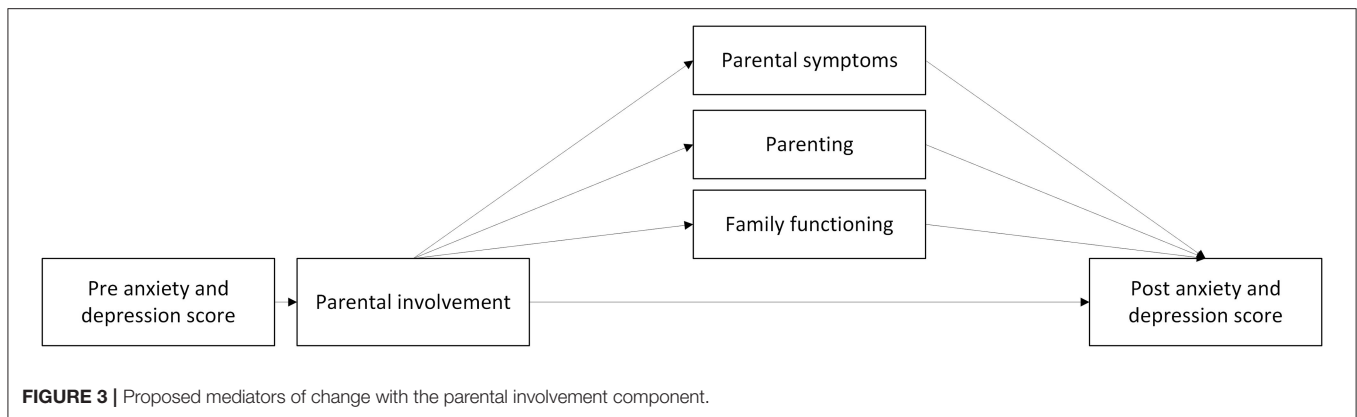 Parental symptoms
Parenting
Family functioning
Pre anxiety and
depression score
Parental involvement
Post anxiety and
depression score
FIGURE 3 | Proposed mediators of change with the parental involvement component.